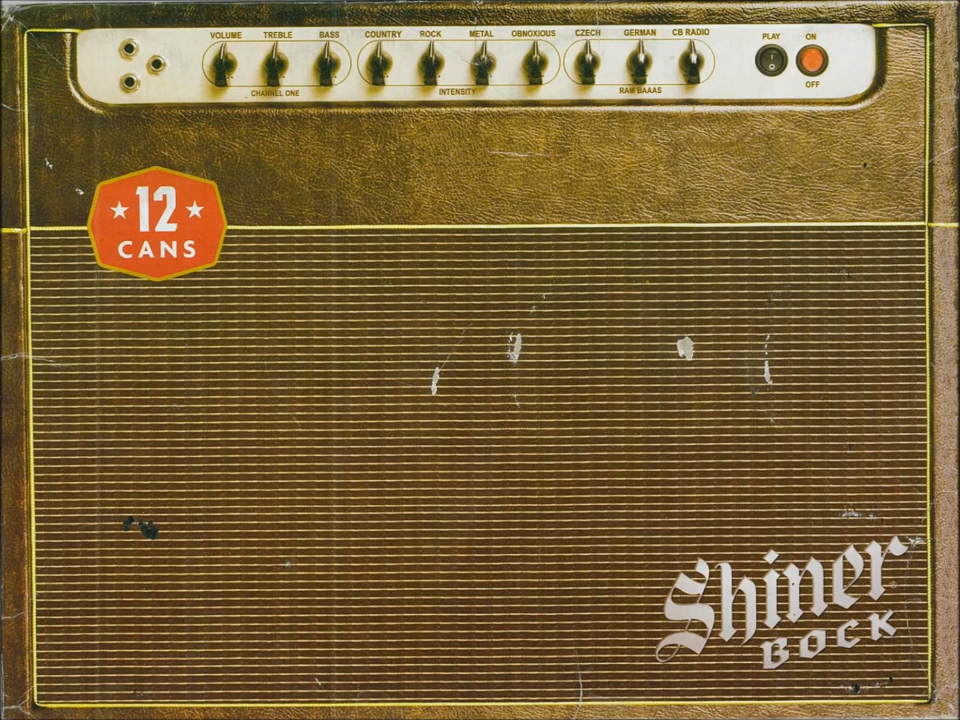 VOLUME TREBLE BASS COUNTRY ROCK METAL OBNOXIOUS CZECH GERMAN CB RADIO PLAY ON
CHANNEL ONE INTENSITY RAM BAAAS OFF
12
CANS
Shiner
BOCK